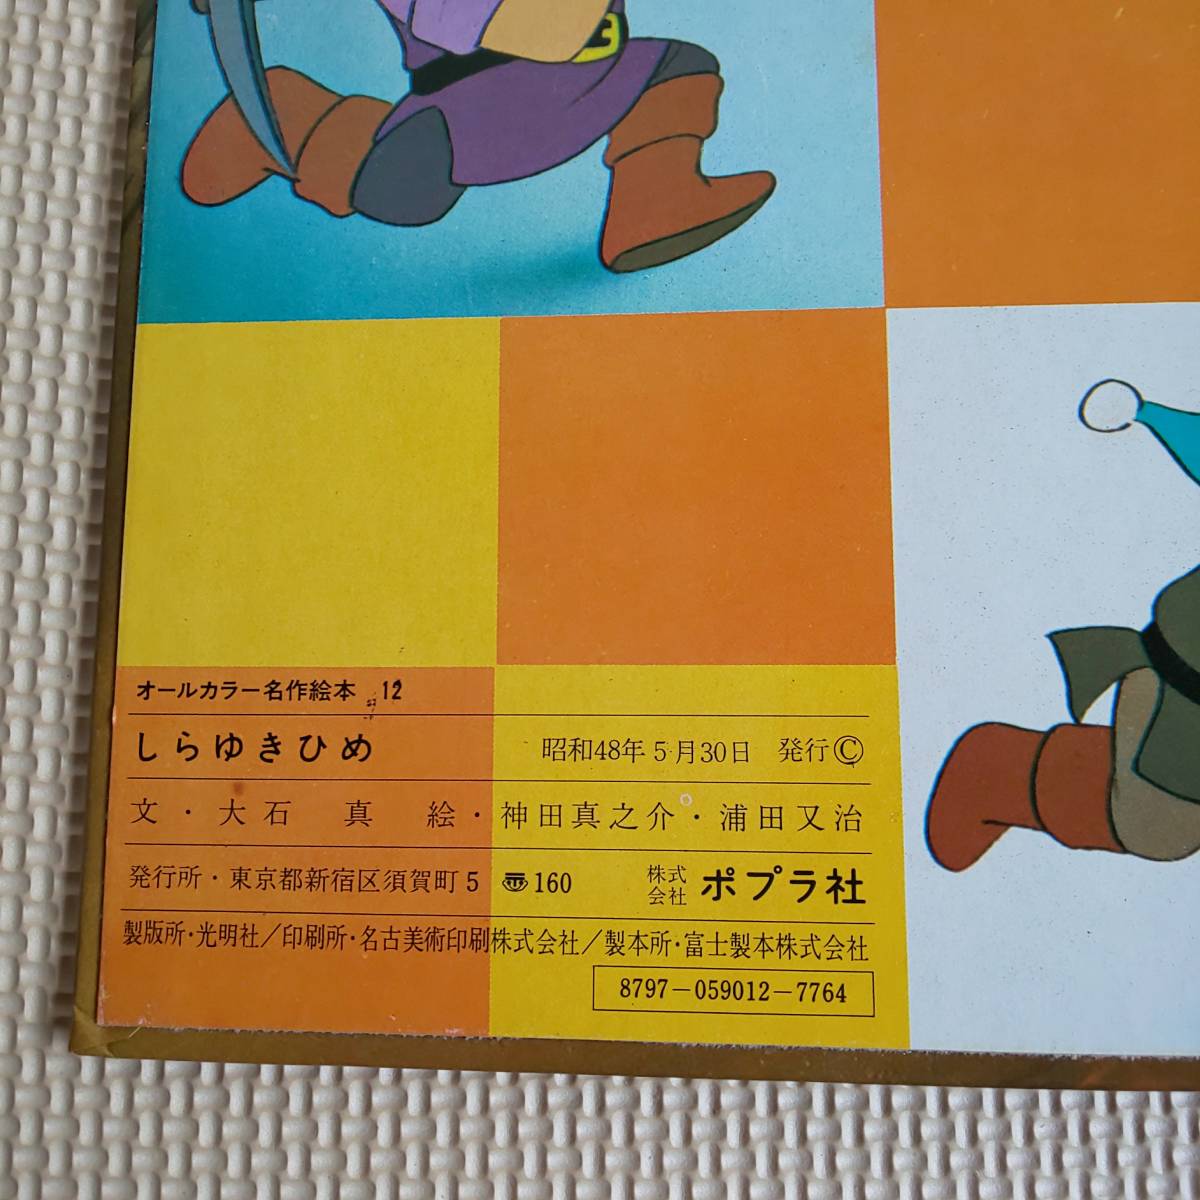 オールカラー名作絵本 12
しらゆきひめ 昭和48年5月30日 発行Ⓒ
文・大石 真 絵・神田真之介・浦田又治
発行所・東京都新宿区須賀町5 〠160 株式会社 ポプラ社
製版所・光明社/印刷所・名古美術印刷株式会社/製本所・富士製本株式会社
8797-059012-7764